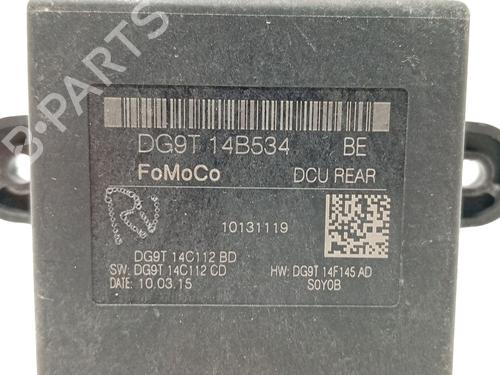 B-PARTS
DG9T 14B534 BE
FoMoCo DCU REAR
10131119
DG9T 14C112 BD
SW: DG9T 14C112 CD HW: DG9T 14F145 AD
DATE: 10.03.15 S0Y0B